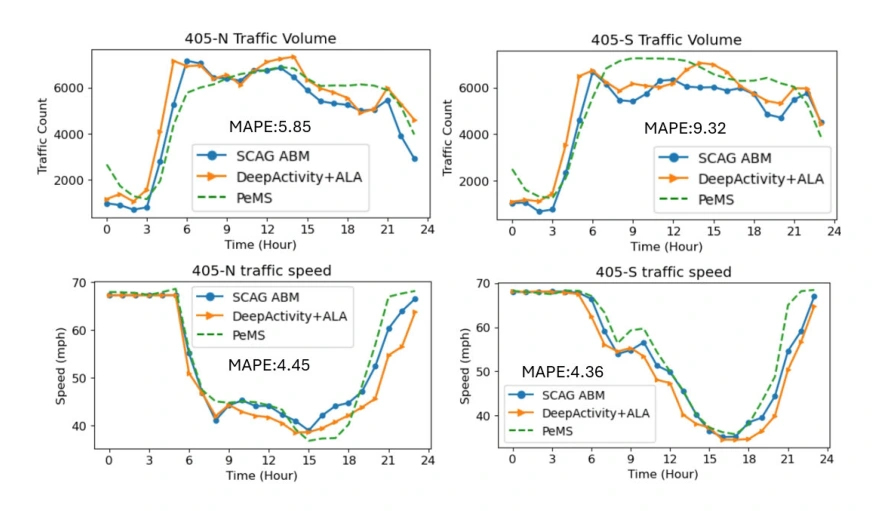 405-N Traffic Volume
Traffic Count
6000
4000
2000
MAPE:5.85
SCAG ABM
DeepActivity+ALA
PeMS
0 3 6 9 12 15 18 21 24
Time (Hour)
405-S Traffic Volume
Traffic Count
6000
4000
2000
MAPE:9.32
SCAG ABM
DeepActivity+ALA
PeMS
0 3 6 9 12 15 18 21 24
Time (Hour)
405-N traffic speed
Speed (mph)
70
60
50
40
SCAG ABM
DeepActivity+ALA
PeMS
MAPE:4.45
0 3 6 9 12 15 18 21 24
Time (Hour)
405-S traffic speed
Speed (mph)
70
60
50
40
MAPE:4.36
SCAG ABM
DeepActivity+ALA
PeMS
0 3 6 9 12 15 18 21 24
Time (Hour)